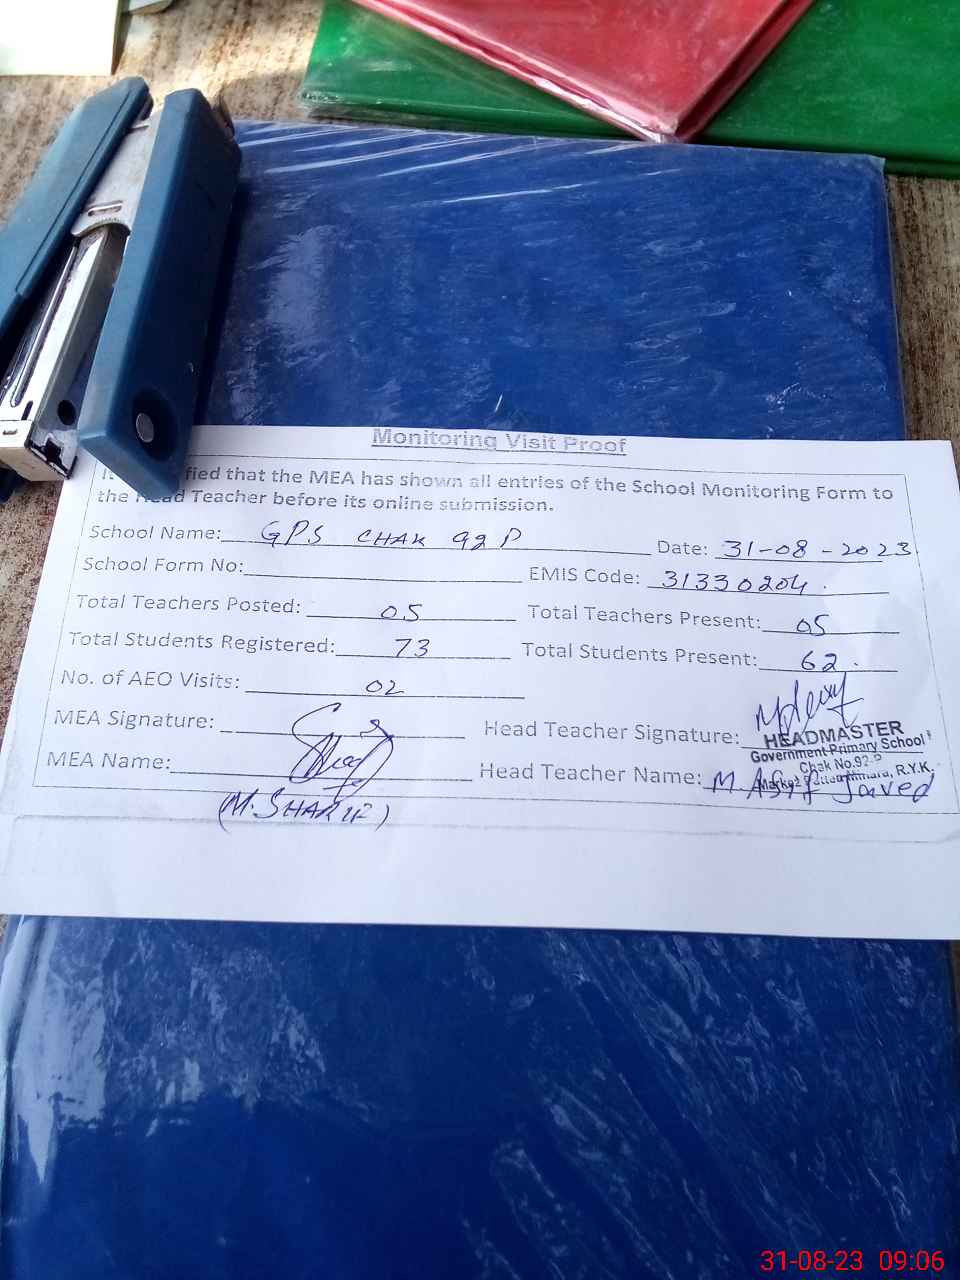 Monitoring Visit Proof
fied that the MEA has shown all entries of the School Monitoring Form to
the Head Teacher before its online submission.
School Name: GPS CHAK 92 P Date: 31-08-2023
School Form No: EMIS Code: 31330204.
Total Teachers Posted: 05 Total Teachers Present: 05
Total Students Registered: 73 Total Students Present: 62.
No. of AEO Visits: 02
MEA Signature: Head Teacher Signature:
HEADMASTER
Government Primary School
Chak No.92-P
R.Y.K.
MEA Name: Head Teacher Name: M. Asif Javed
(M. SHARIF)
31-08-23 09:06